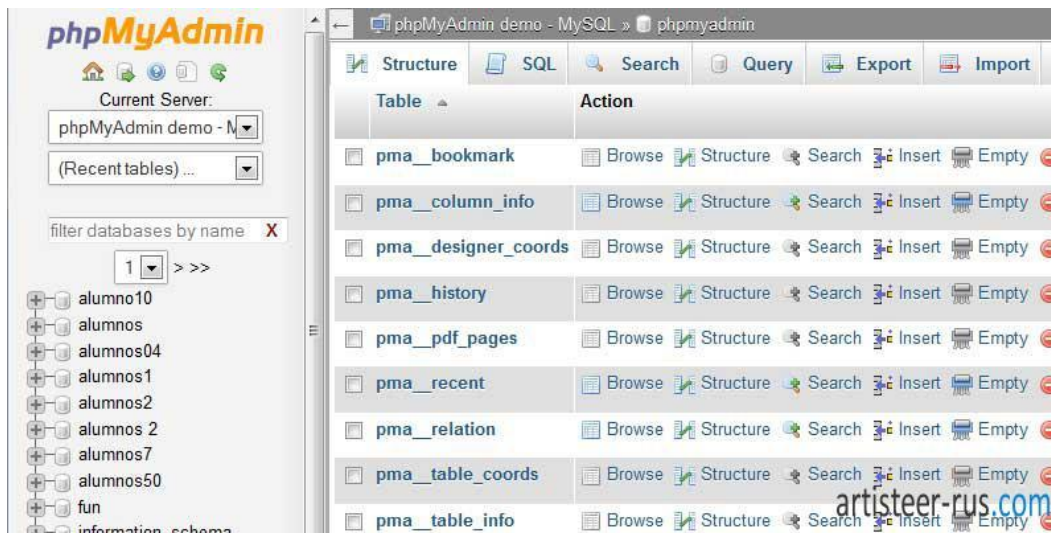 phpMyAdmin
Current Server:
phpMyAdmin demo - M
(Recent tables) ...
filter databases by name X
1 > >>
alumno10
alumnos
alumnos04
alumnos1
alumnos2
alumnos 2
alumnos7
alumnos50
fun
information_schema
← phpMyAdmin demo - MySQL » phpmyadmin
Structure SQL Search Query Export Import
Table Action
pma__bookmark Browse Structure Search Insert Empty
pma__column_info Browse Structure Search Insert Empty
pma__designer_coords Browse Structure Search Insert Empty
pma__history Browse Structure Search Insert Empty
pma__pdf_pages Browse Structure Search Insert Empty
pma__recent Browse Structure Search Insert Empty
pma__relation Browse Structure Search Insert Empty
pma__table_coords Browse Structure Search Insert Empty
pma__table_info Browse Structure Search Insert Empty
artisteer-rus.com